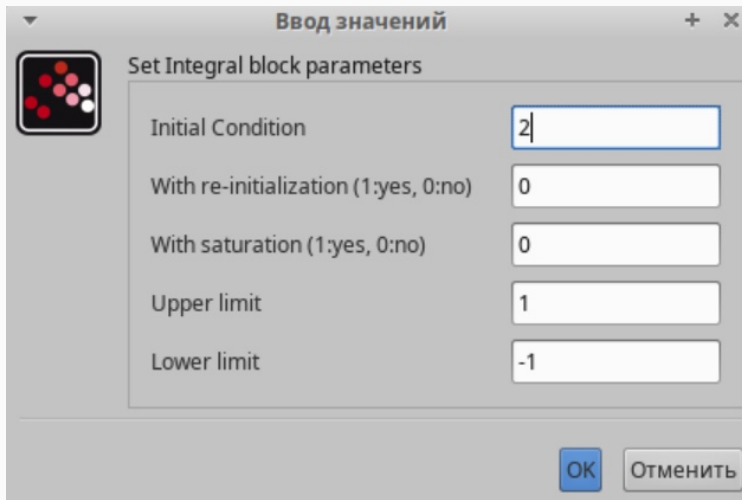 Ввод значений
Set Integral block parameters
Initial Condition 2
With re-initialization (1:yes, 0:no) 0
With saturation (1:yes, 0:no) 0
Upper limit 1
Lower limit -1
OK Отменить